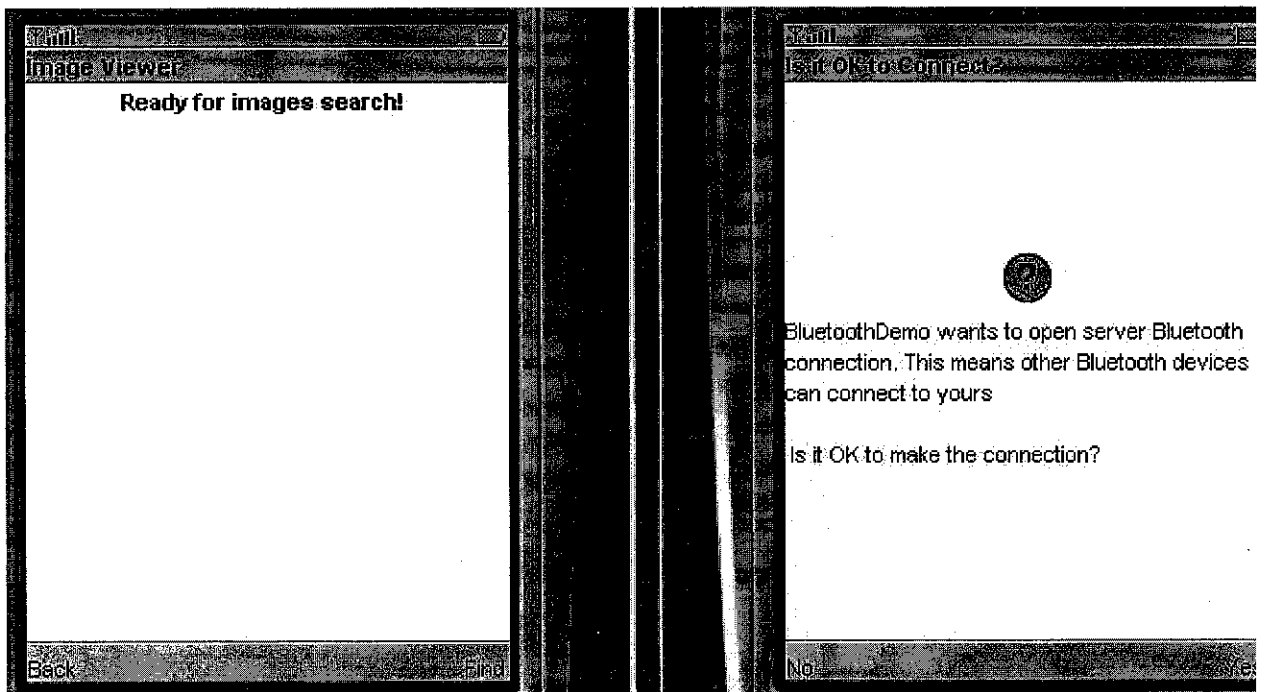 Image Viewer
Ready for images search!
Back
Find
Is it OK to Connect?
BluetoothDemo wants to open server Bluetooth
connection. This means other Bluetooth devices
can connect to yours
Is it OK to make the connection?
No
Yes